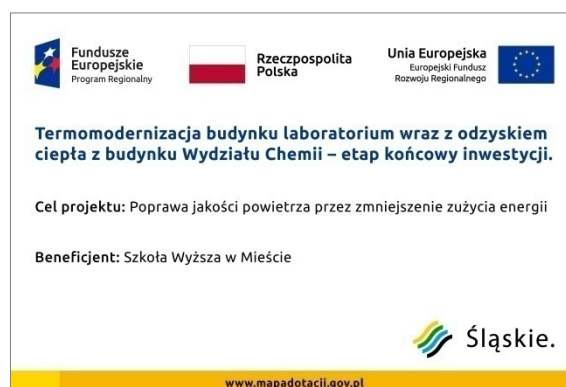 Fundusze
Europejskie
Program Regionalny
Rzeczpospolita
Polska
Unia Europejska
Europejski Fundusz
Rozwoju Regionalnego
Termomodernizacja budynku laboratorium wraz z odzyskiem
ciepła z budynku Wydziału Chemii – etap końcowy inwestycji.
Cel projektu: Poprawa jakości powietrza przez zmniejszenie zużycia energii
Beneficjent: Szkoła Wyższa w Mieście
Śląskie.
www.mapadotacji.gov.pl